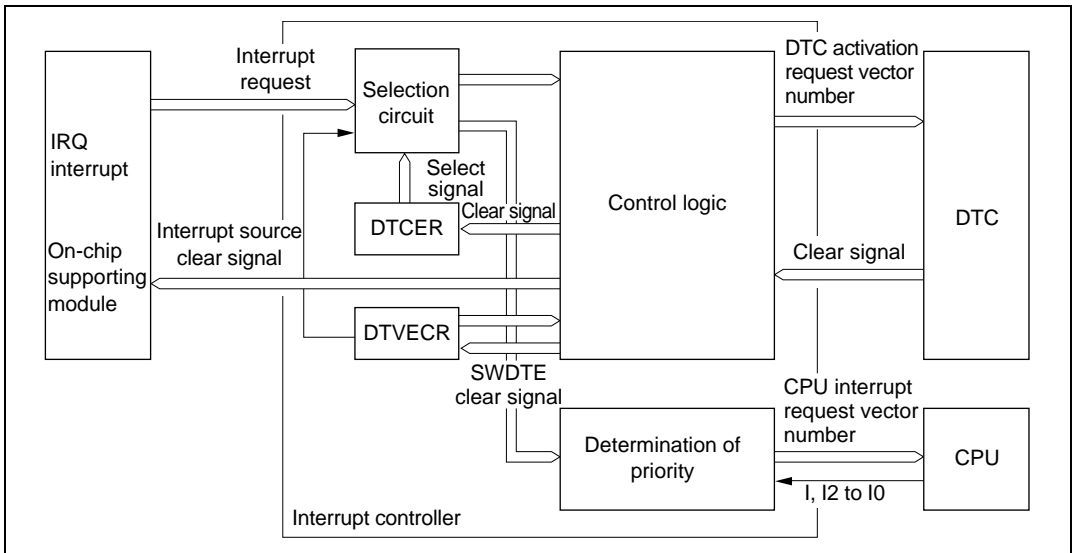 Interrupt
request
DTC activation
request vector
number
Selection
circuit
IRQ
interrupt
Select
signal
Control logic
DTC
DTCER
Clear signal
Interrupt source
clear signal
On-chip
supporting
module
Clear signal
DTVECR
SWDTE
clear signal
CPU interrupt
request vector
number
Determination of
priority
CPU
I, I2 to I0
Interrupt controller